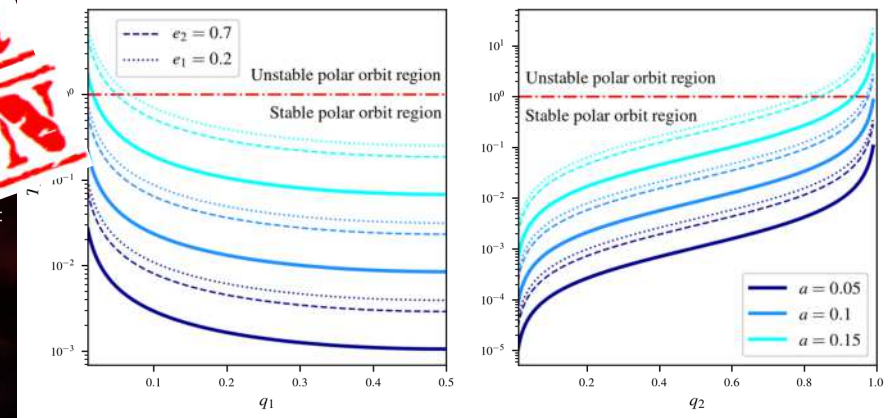 e₂ = 0.7
e₁ = 0.2
Unstable polar orbit region
Stable polar orbit region
10⁻¹
10⁻²
10⁻³
0.1
0.2
0.3
0.4
0.5
q₁
Unstable polar orbit region
Stable polar orbit region
10¹
10⁰
10⁻¹
10⁻²
10⁻³
10⁻⁴
10⁻⁵
a = 0.05
a = 0.1
a = 0.15
0.2
0.4
0.6
0.8
1.0
q₂